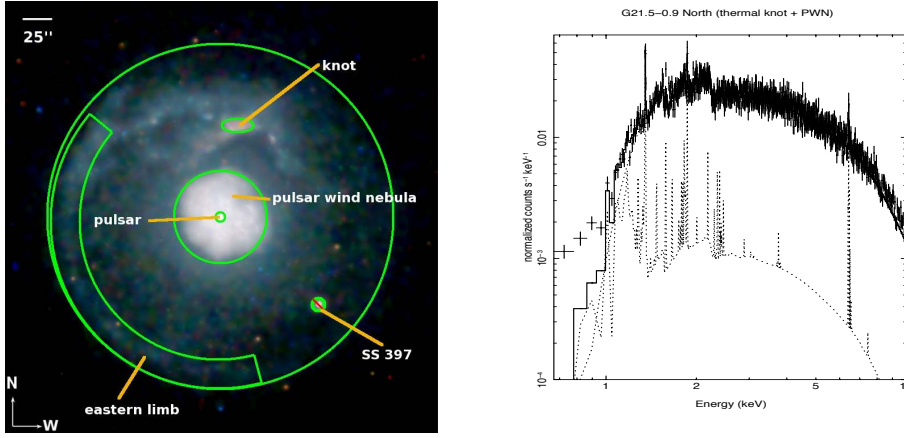 25''
knot
pulsar wind nebula
pulsar
SS 397
eastern limb
N
W
G21.5−0.9 North (thermal knot + PWN)
normalized counts s⁻¹ keV⁻¹
0.01
10⁻³
10⁻⁴
1
2
5
Energy (keV)